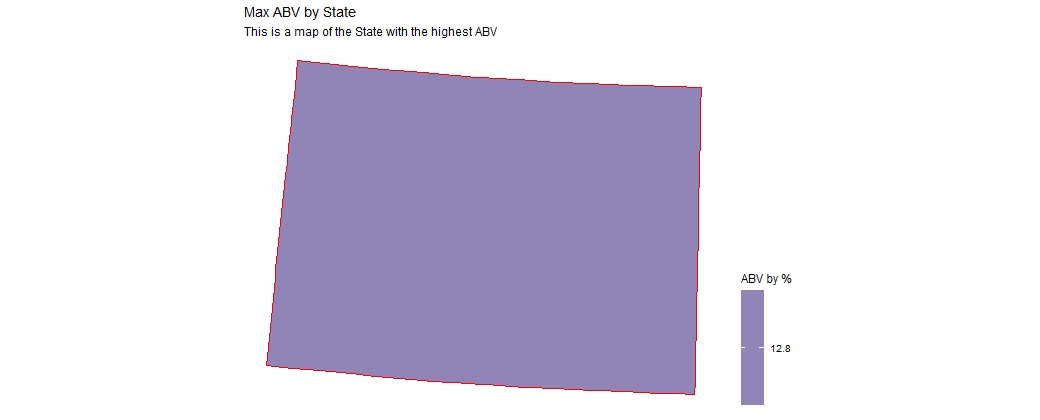 Max ABV by State
This is a map of the State with the highest ABV
ABV by %
12.8